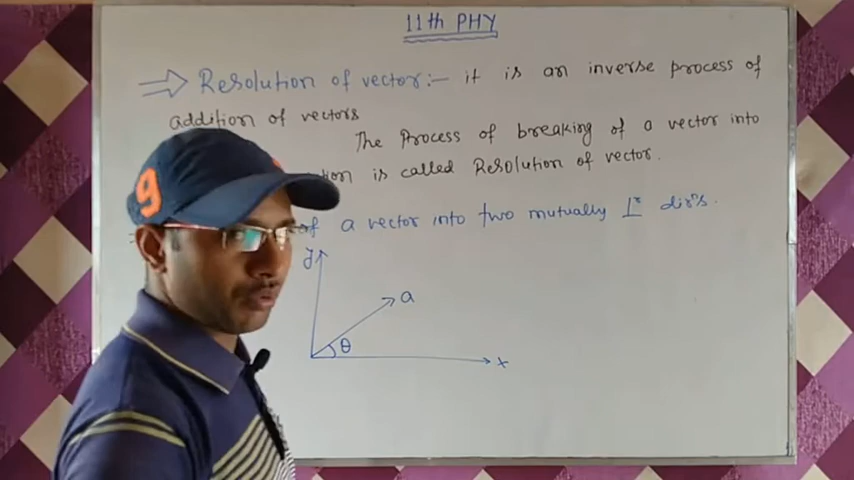 11th PHY
⇒ Resolution of vector:- it is an inverse process of
addition of vectors
The Process of breaking of a vector into
is called Resolution of vector.
of a vector into two mutually ⊥r dirns.
9
y
a
θ
x